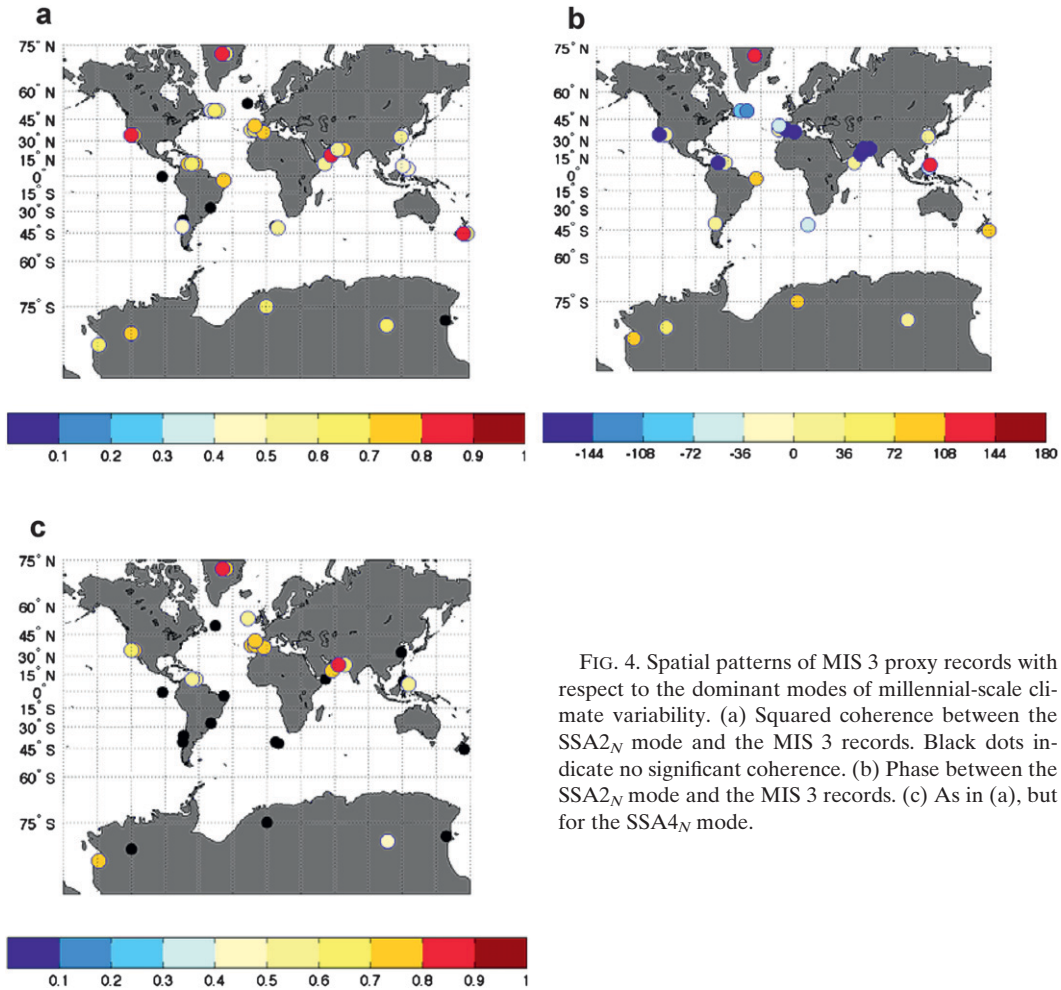 a
75° N
60° N
45° N
30° N
15° N
0°
15° S
30° S
45° S
60° S
75° S
0.1 0.2 0.3 0.4 0.5 0.6 0.7 0.8 0.9 1
b
75° N
60° N
45° N
30° N
15° N
0°
15° S
30° S
45° S
60° S
75° S
-144 -108 -72 -36 0 36 72 108 144 180
c
75° N
60° N
45° N
30° N
15° N
0°
15° S
30° S
45° S
60° S
75° S
0.1 0.2 0.3 0.4 0.5 0.6 0.7 0.8 0.9 1
FIG. 4. Spatial patterns of MIS 3 proxy records with
respect to the dominant modes of millennial-scale cli-
mate variability. (a) Squared coherence between the
SSA2N mode and the MIS 3 records. Black dots in-
dicate no significant coherence. (b) Phase between the
SSA2N mode and the MIS 3 records. (c) As in (a), but
for the SSA4N mode.